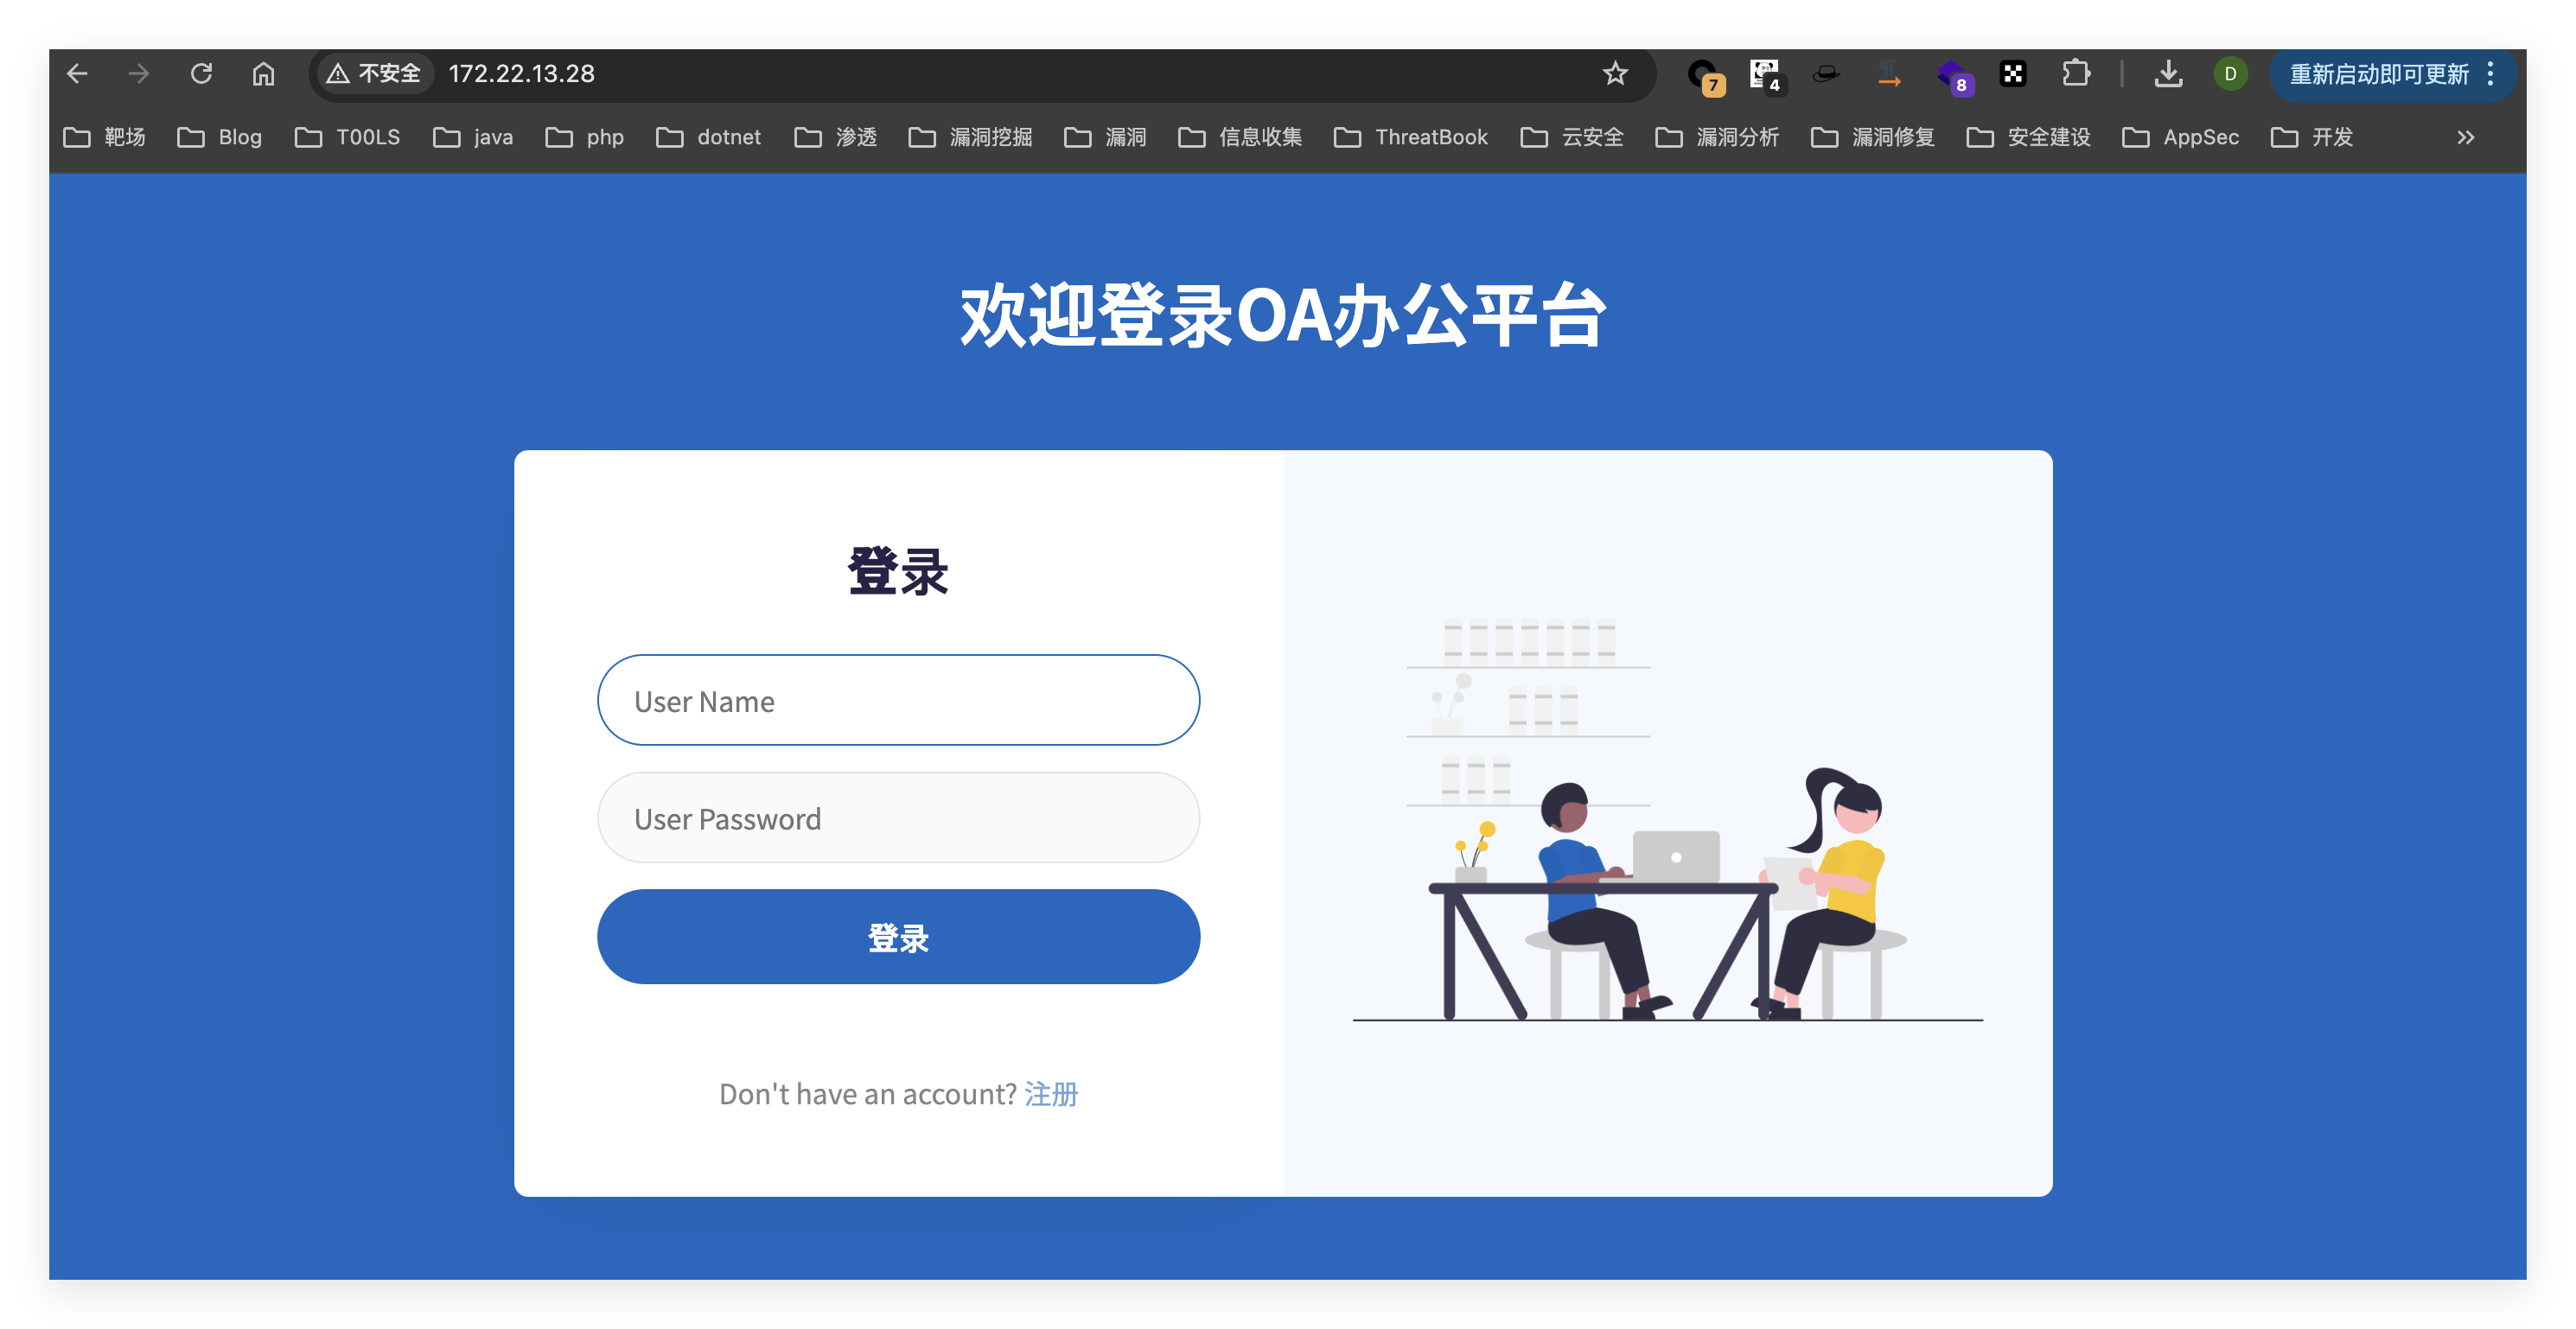 不安全 172.22.13.28 7 4 8 D 重新启动即可更新
靶场 Blog T00LS java php dotnet 渗透 漏洞挖掘 漏洞 信息收集 ThreatBook 云安全 漏洞分析 漏洞修复 安全建设 AppSec 开发
欢迎登录OA办公平台
登录
User Name
User Password
登录
Don't have an account? 注册